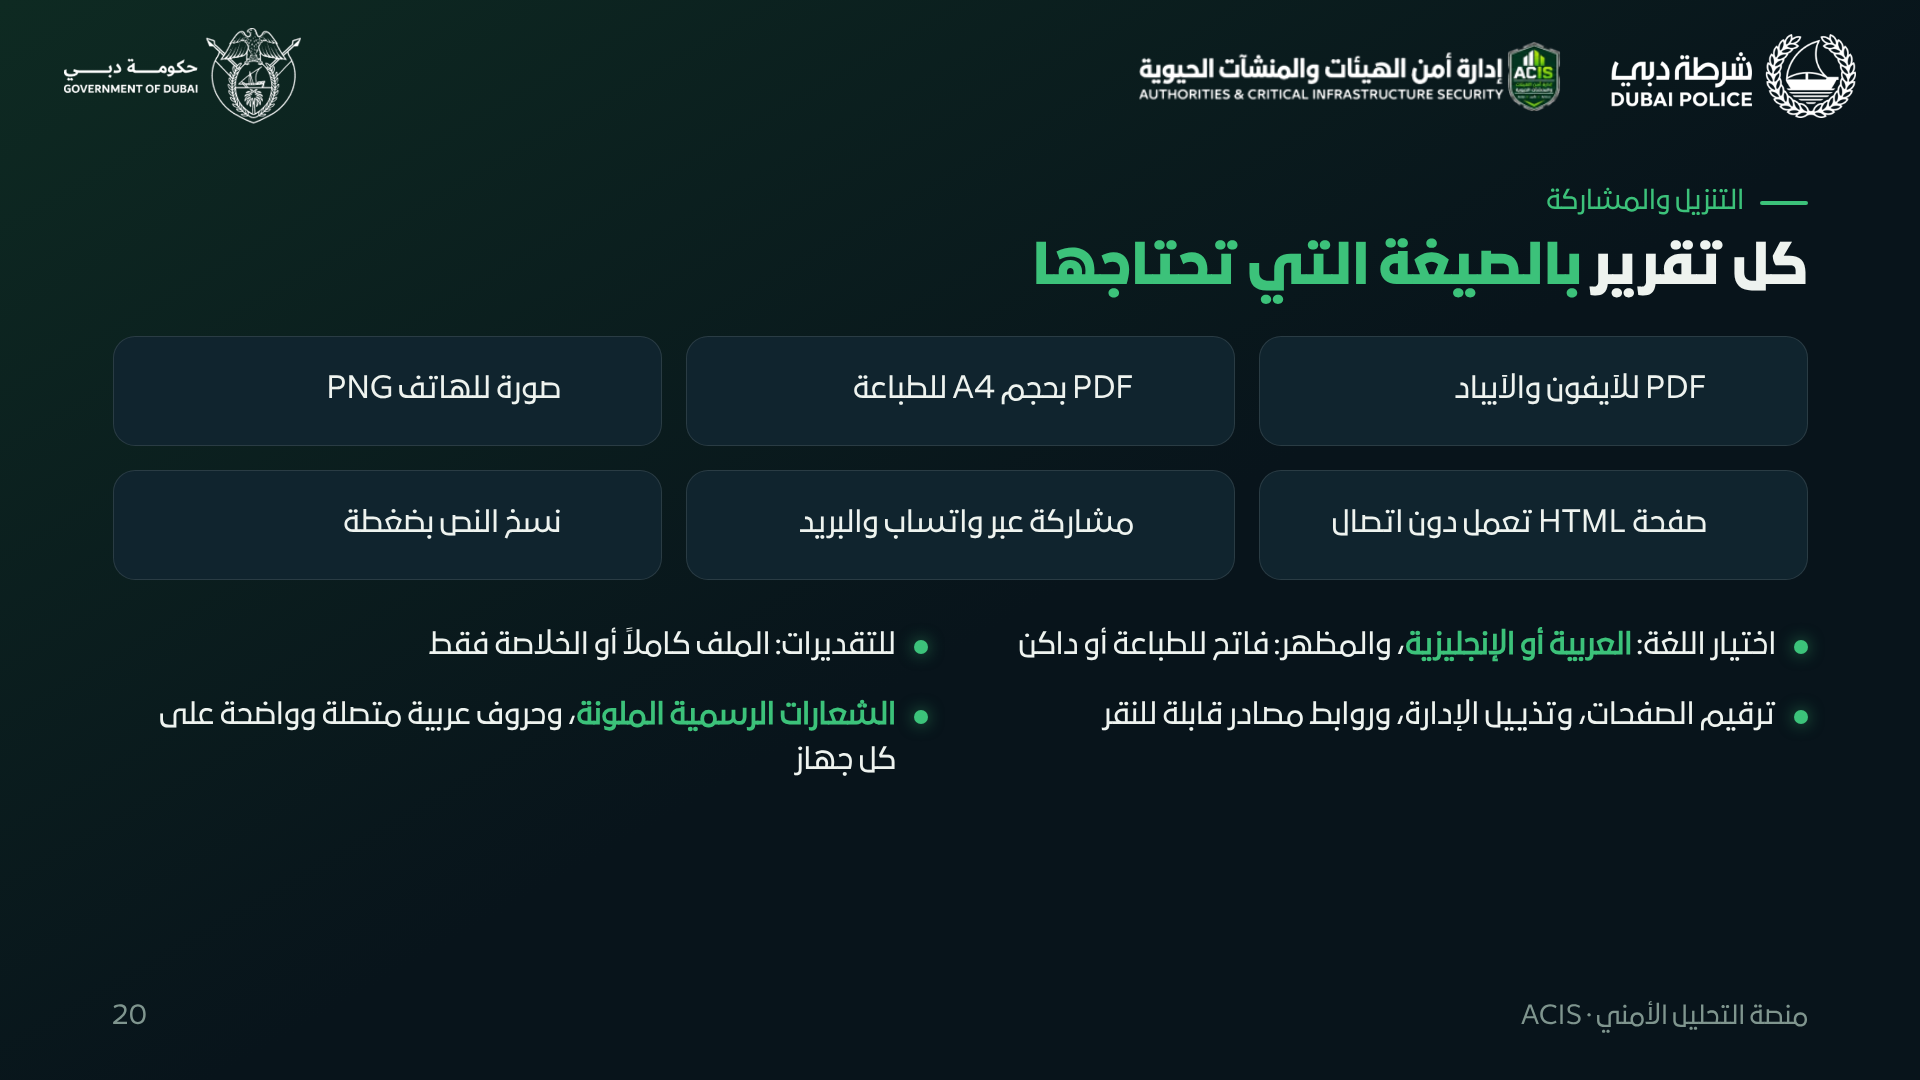 شرطة دبي
DUBAI POLICE
ACIS
إدارة أمن الهيئات والمنشآت الحيوية
AUTHORITIES & CRITICAL INFRASTRUCTURE SECURITY
حكومة دبي
GOVERNMENT OF DUBAI
التنزيل والمشاركة
كل تقرير بالصيغة التي تحتاجها
PDF للآيفون والآيباد
PDF بحجم A4 للطباعة
صورة للهاتف PNG
صفحة HTML تعمل دون اتصال
مشاركة عبر واتساب والبريد
نسخ النص بضغطة
اختيار اللغة: العربية أو الإنجليزية، والمظهر: فاتح للطباعة أو داكن
للتقديرات: الملف كاملاً أو الخلاصة فقط
ترقيم الصفحات، وتذييل الإدارة، وروابط مصادر قابلة للنقر
الشعارات الرسمية الملونة، وحروف عربية متصلة وواضحة على
كل جهاز
منصة التحليل الأمني · ACIS
20